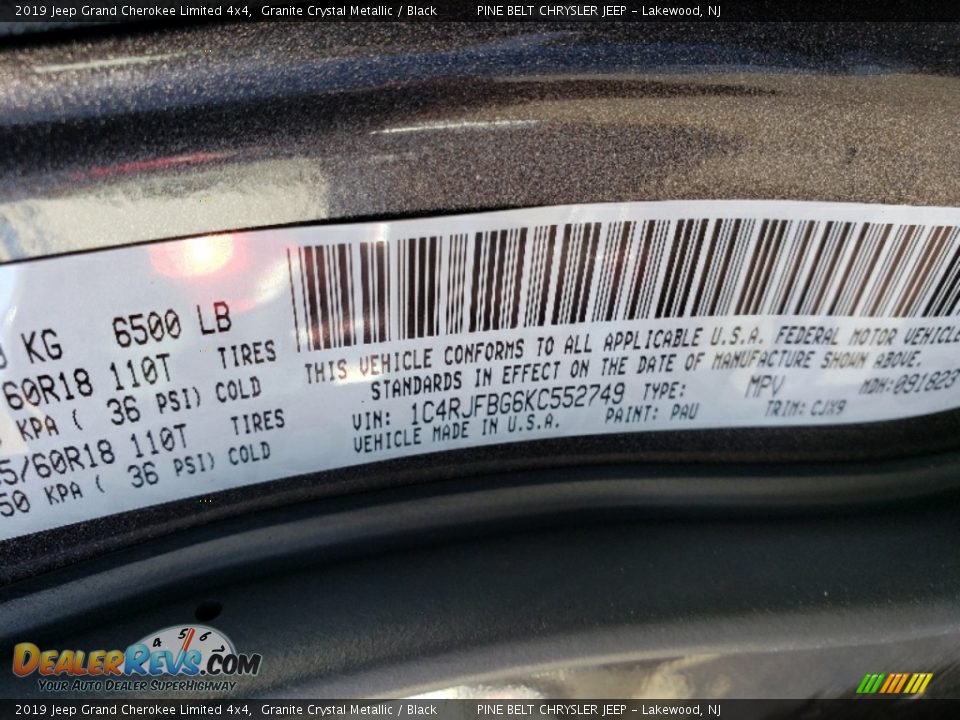 2019 Jeep Grand Cherokee Limited 4x4, Granite Crystal Metallic / Black PINE BELT CHRYSLER JEEP - Lakewood, NJ
KG 6500 LB
60R18 110T TIRES
KPA ( 36 PSI) COLD
5/60R18 110T TIRES
50 KPA ( 36 PSI) COLD
THIS VEHICLE CONFORMS TO ALL APPLICABLE U.S.A. FEDERAL MOTOR VEHICLE
STANDARDS IN EFFECT ON THE DATE OF MANUFACTURE SHOWN ABOVE.
VIN: 1C4RJFBG6KC552749 TYPE: MPV MDH:091823
VEHICLE MADE IN U.S.A. PAINT: PAU TRIM: CJX9
4 5 6
DEALERREVS.COM
YOUR AUTO DEALER SUPERHIGHWAY
2019 Jeep Grand Cherokee Limited 4x4, Granite Crystal Metallic / Black PINE BELT CHRYSLER JEEP - Lakewood, NJ